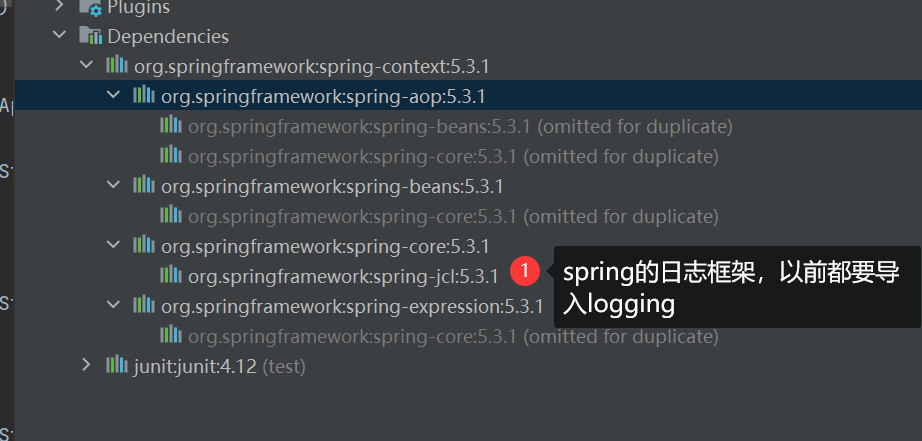 Plugins
Dependencies
org.springframework:spring-context:5.3.1
org.springframework:spring-aop:5.3.1
org.springframework:spring-beans:5.3.1 (omitted for duplicate)
org.springframework:spring-core:5.3.1 (omitted for duplicate)
org.springframework:spring-beans:5.3.1
org.springframework:spring-core:5.3.1 (omitted for duplicate)
org.springframework:spring-core:5.3.1
org.springframework:spring-jcl:5.3.1
1
spring的日志框架，以前都要导
入logging
org.springframework:spring-expression:5.3.1
org.springframework:spring-core:5.3.1 (omitted for duplicate)
junit:junit:4.12 (test)